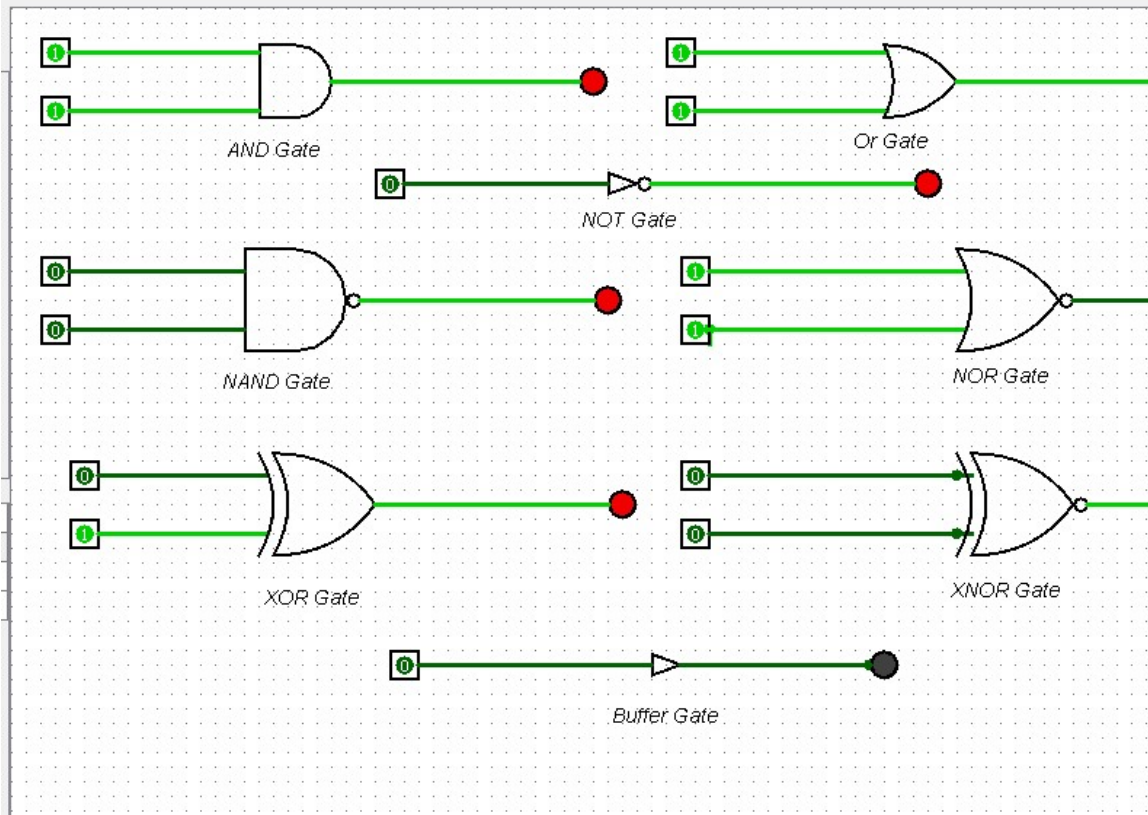 1
1
1
1
AND Gate
Or Gate
0
NOT Gate
0
1
0
1
NAND Gate
NOR Gate
0
0
1
0
XOR Gate
XNOR Gate
0
Buffer Gate